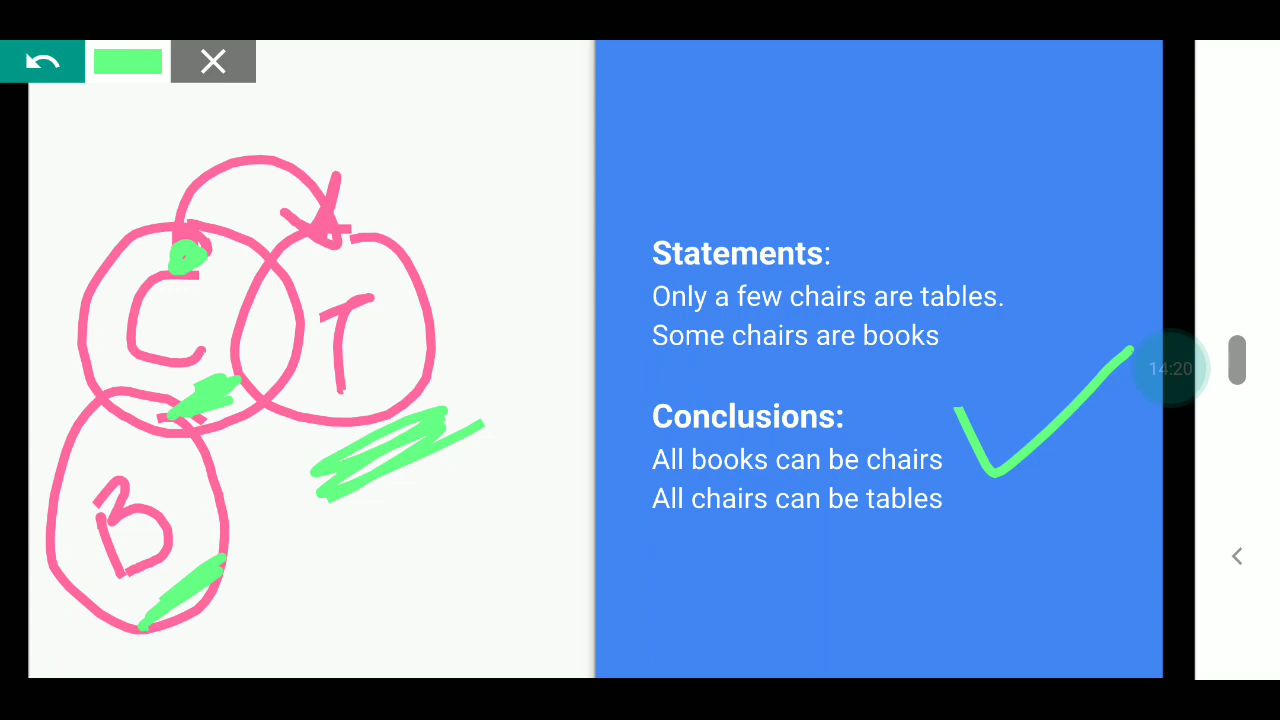 C
T
B
Statements:
Only a few chairs are tables.
Some chairs are books
Conclusions:
All books can be chairs
All chairs can be tables
14:20